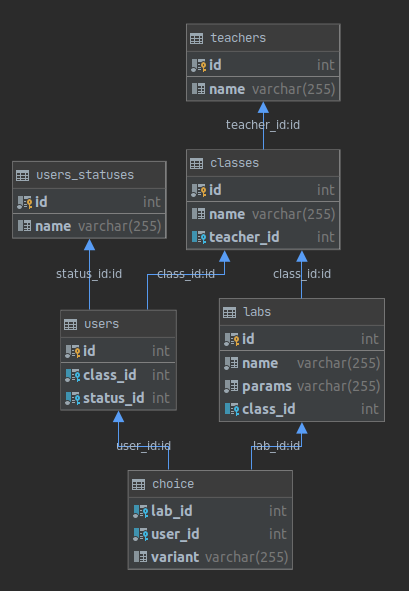 teachers
id int
name varchar(255)
teacher_id:id
classes
id int
name varchar(255)
teacher_id int
users_statuses
id int
name varchar(255)
status_id:id
class_id:id
class_id:id
users
id int
class_id int
status_id int
labs
id int
name varchar(255)
params varchar(255)
class_id int
user_id:id
lab_id:id
choice
lab_id int
user_id int
variant varchar(255)